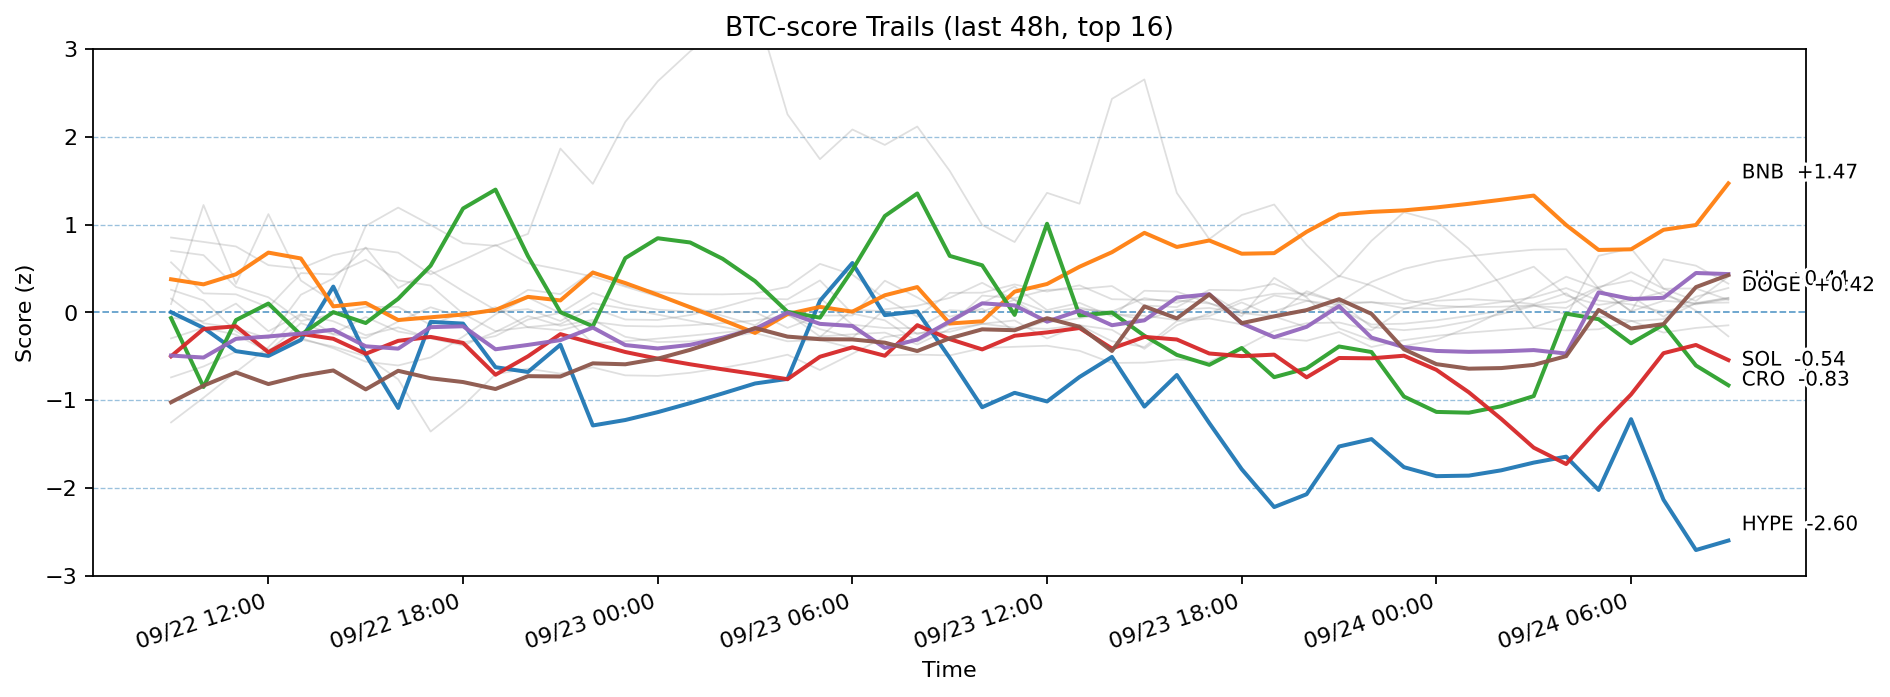 BTC-score Trails (last 48h, top 16)
Score (z)
3
2
1
0
−1
−2
−3
BNB +1.47
DOGE +0.42
SOL -0.54
CRO -0.83
HYPE -2.60
09/22 12:00
09/22 18:00
09/23 00:00
09/23 06:00
09/23 12:00
09/23 18:00
09/24 00:00
09/24 06:00
Time